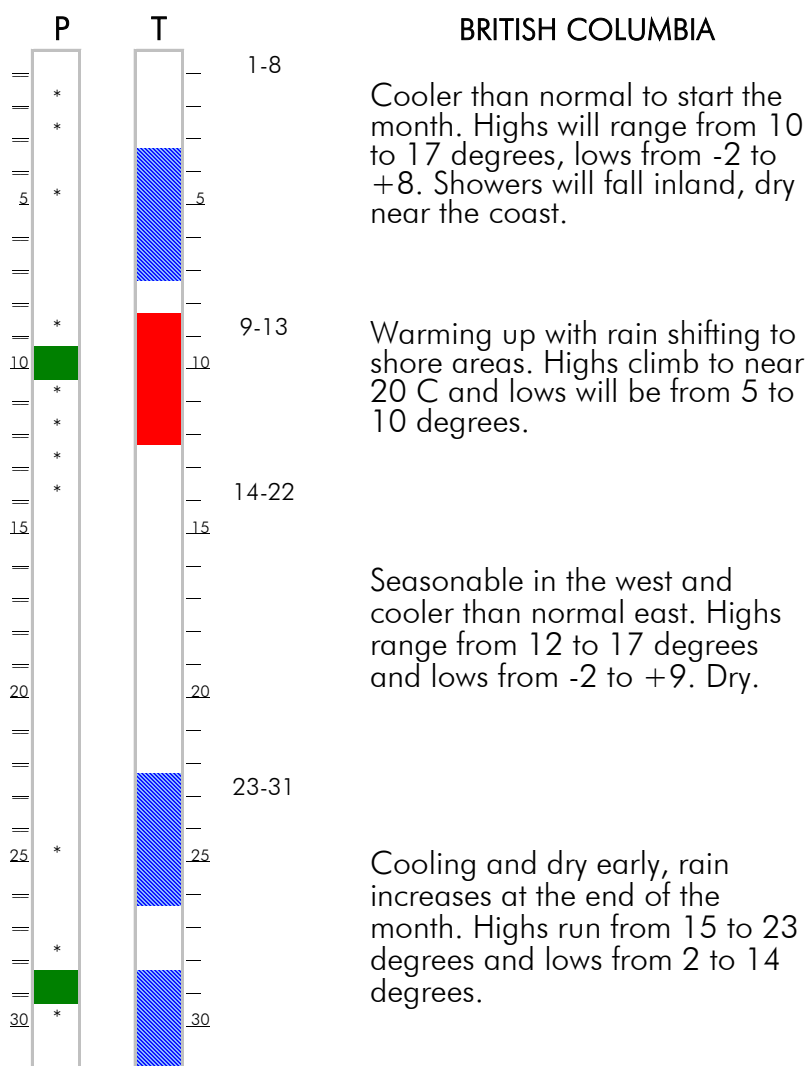 P T BRITISH COLUMBIA
1-8
Cooler than normal to start the
month. Highs will range from 10
to 17 degrees, lows from -2 to
+8. Showers will fall inland, dry
near the coast.
*
*
5 * 5
9-13
Warming up with rain shifting to
shore areas. Highs climb to near
20 C and lows will be from 5 to
10 degrees.
*
10 10
*
*
*
*
14-22
15 15
Seasonable in the west and
cooler than normal east. Highs
range from 12 to 17 degrees
and lows from -2 to +9. Dry.
20 20
23-31
*
25 25
Cooling and dry early, rain
increases at the end of the
month. Highs run from 15 to 23
degrees and lows from 2 to 14
degrees.
*
*
30 30